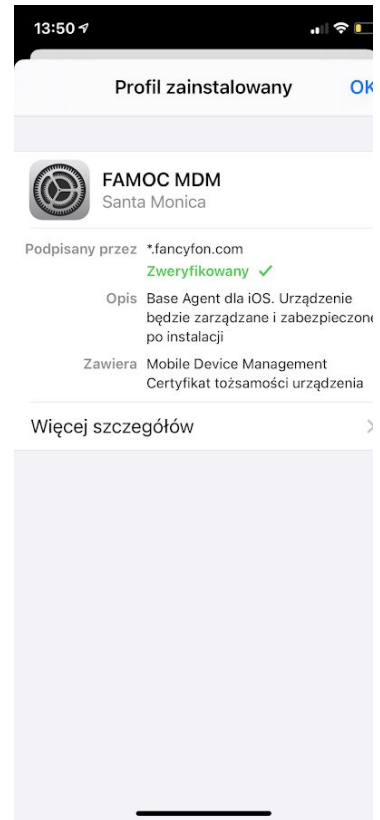 13:50
Profil zainstalowany OK
FAMOC MDM
Santa Monica
Podpisany przez *.fancyfon.com
Zweryfikowany ✓
Opis Base Agent dla iOS. Urządzenie
będzie zarządzane i zabezpieczone
po instalacji
Zawiera Mobile Device Management
Certyfikat tożsamości urządzenia
Więcej szczegółów